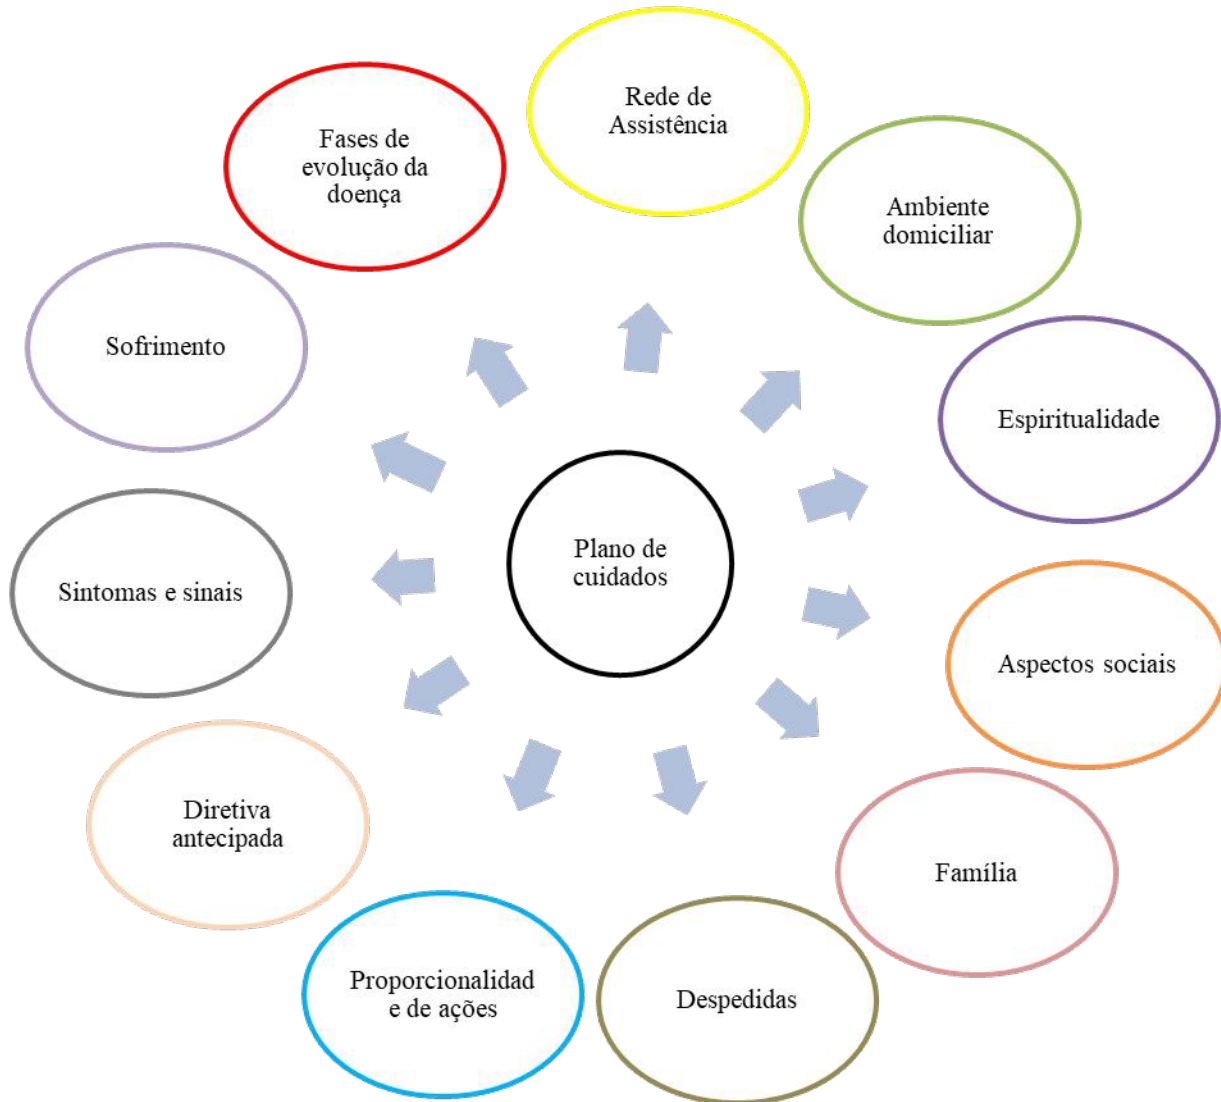 Rede de
Assistência
Fases de
evolução da
doença
Ambiente
domiciliar
Sofrimento
Espiritualidade
Plano de
cuidados
Sintomas e sinais
Aspectos sociais
Diretiva
antecipada
Família
Proporcionalidad
e de ações
Despedidas